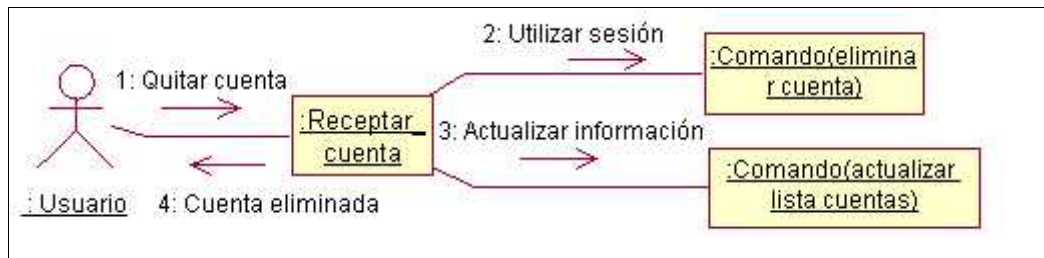 2: Utilizar sesión
:Comando(elimina
r cuenta)
1: Quitar cuenta
:Receptar_
cuenta
3: Actualizar información
:Comando(actualizar
lista cuentas)
: Usuario
4: Cuenta eliminada